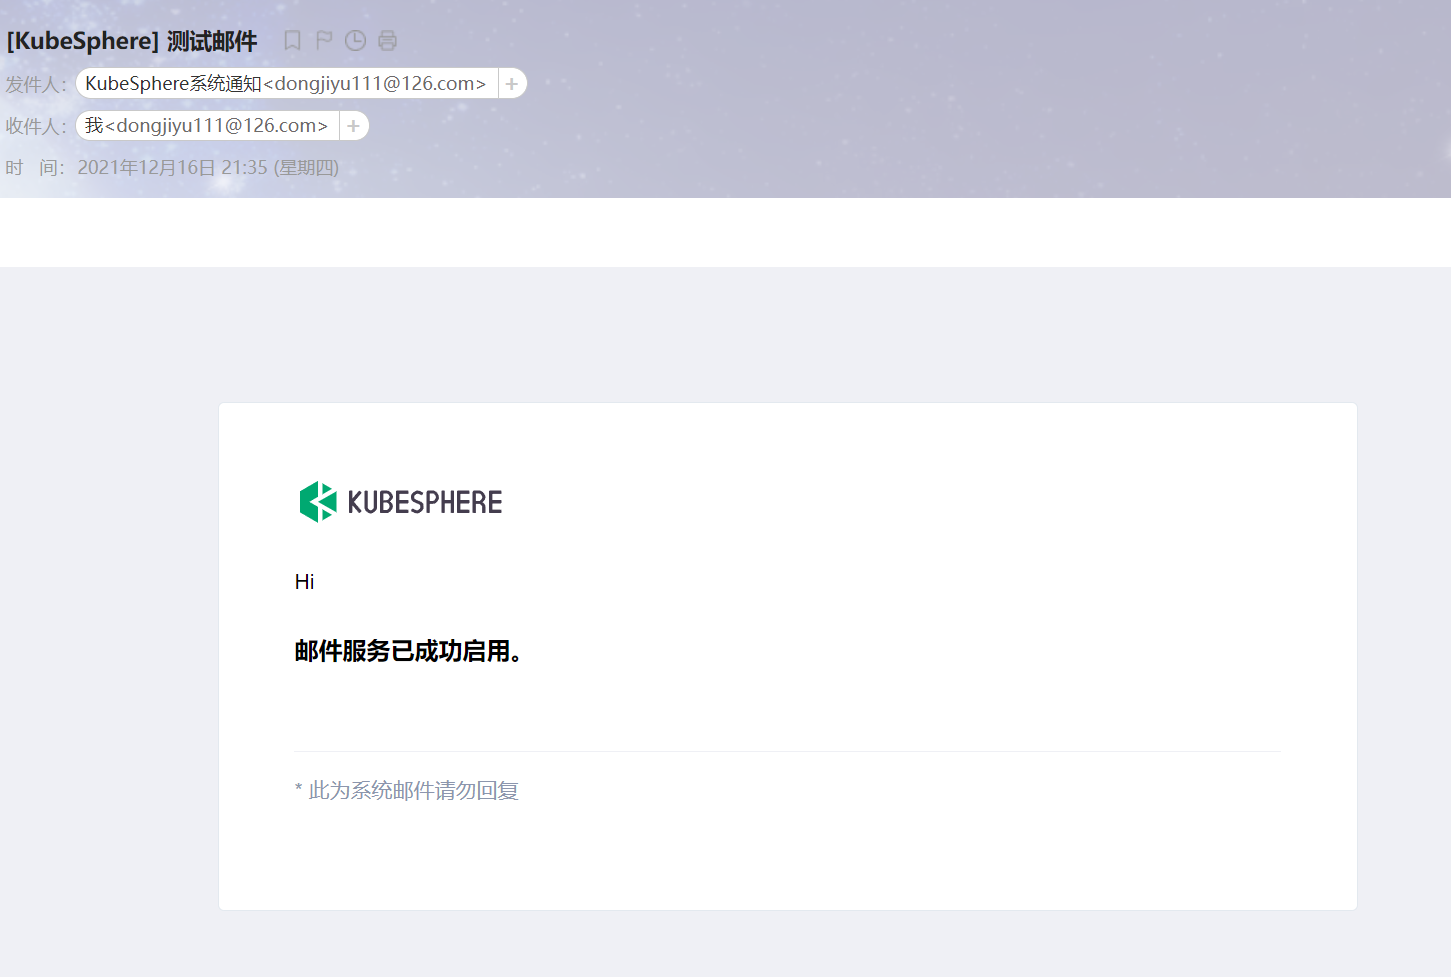 [KubeSphere] 测试邮件
发件人： KubeSphere系统通知<dongjiyu111@126.com> +
收件人： 我<dongjiyu111@126.com> +
时 间： 2021年12月16日 21:35 (星期四)
KUBESPHERE
Hi
邮件服务已成功启用。
* 此为系统邮件请勿回复